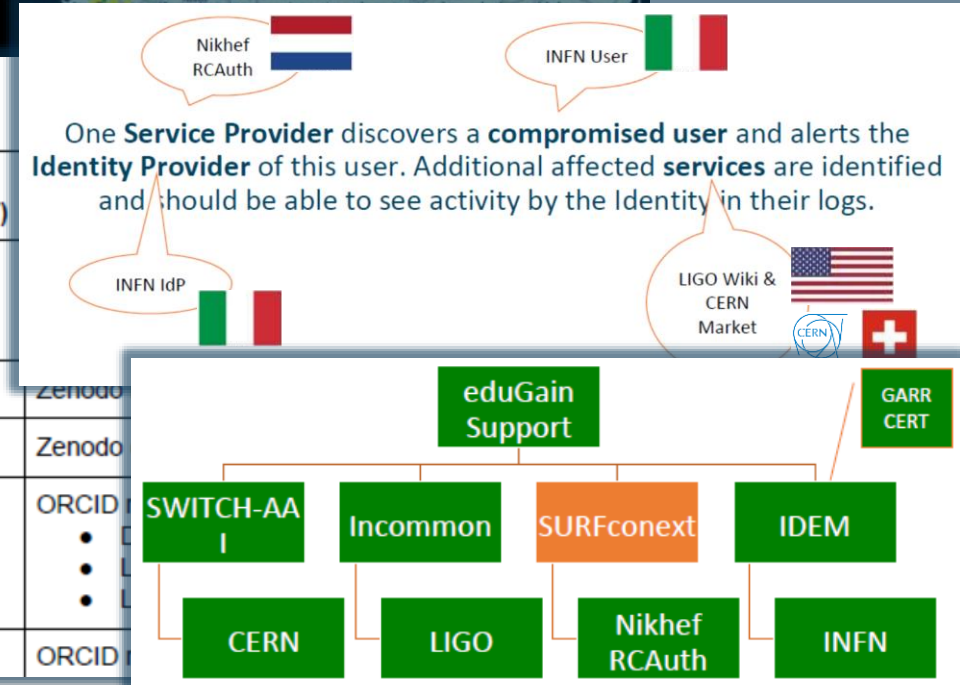 Nikhef
RCAuth
INFN User
One Service Provider discovers a compromised user and alerts the
Identity Provider of this user. Additional affected services are identified
and should be able to see activity by the Identity in their logs.
INFN IdP
LIGO Wiki &
CERN
Market
CERN
)
Zenodo
Zenodo
ORCID
●
●
●
ORCID
eduGain
Support
GARR
CERT
SWITCH-AA
I
Incommon
SURFconext
IDEM
CERN
LIGO
Nikhef
RCAuth
INFN